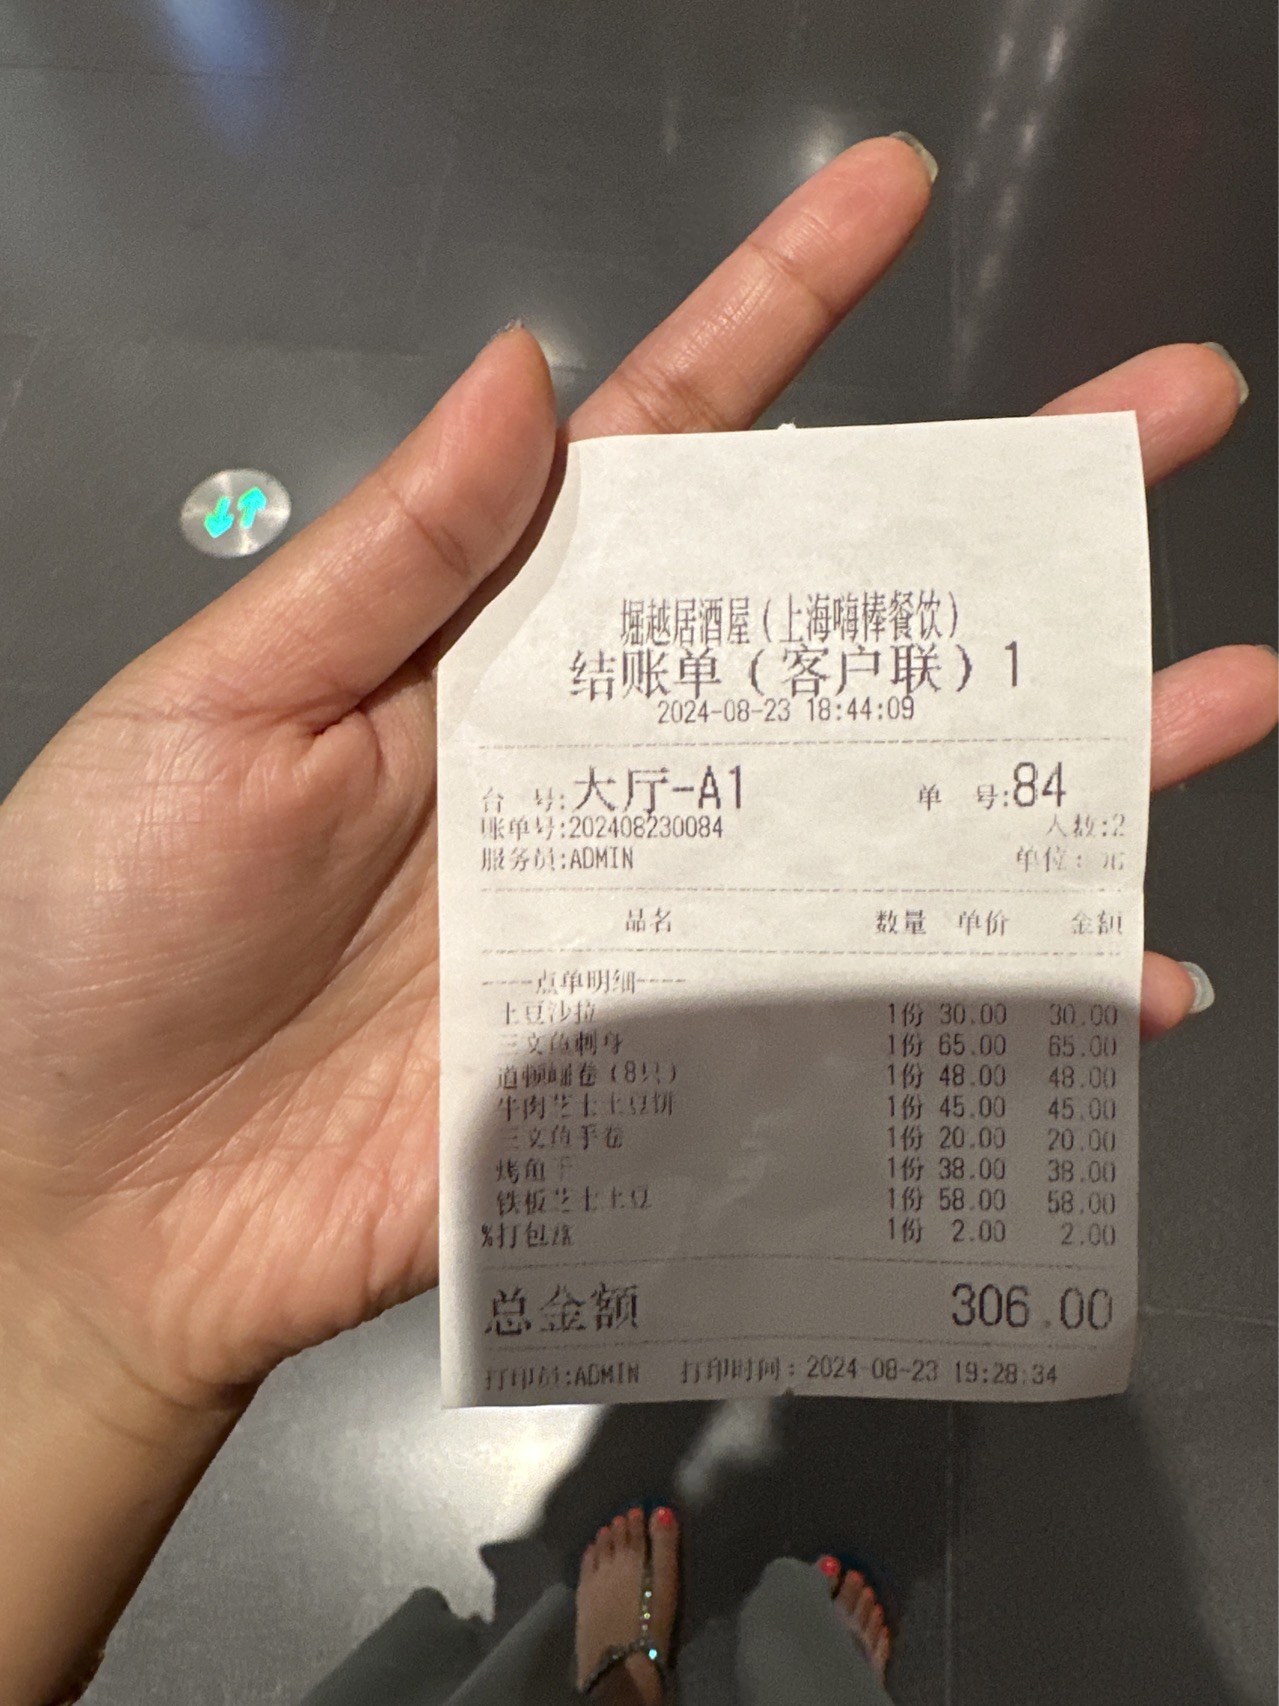 堀越居酒屋（上海嗨棒餐饮）
结账单（客户联）1
2024-08-23 18:44:09
台 号:大厅-A1 单 号:84
账单号:202408230084 人数:2
服务员:ADMIN 单位: 元
品名 数量 单价 金额
----点单明细----
土豆沙拉 1份 30.00 30.00
三文鱼刺身 1份 65.00 65.00
道顿崛卷（8只） 1份 48.00 48.00
牛肉芝士土豆饼 1份 45.00 45.00
三文鱼手卷 1份 20.00 20.00
烤鱼干 1份 38.00 38.00
铁板芝士土豆 1份 58.00 58.00
%打包盒 1份 2.00 2.00
总金额 306.00
打印员:ADMIN 打印时间：2024-08-23 19:28:34